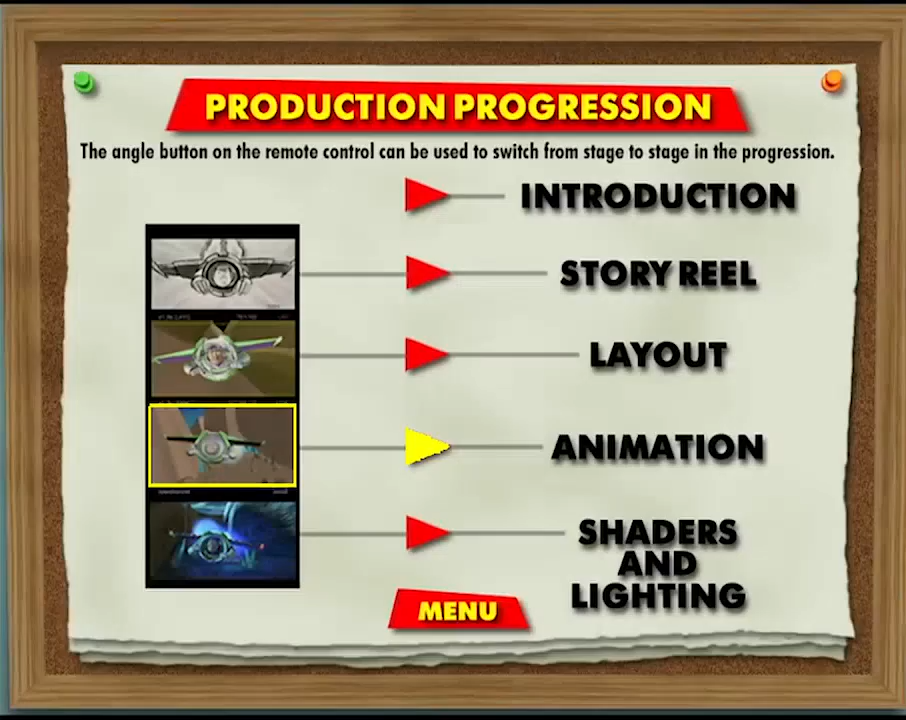 PRODUCTION PROGRESSION
The angle button on the remote control can be used to switch from stage to stage in the progression.
INTRODUCTION
STORY REEL
LAYOUT
ANIMATION
SHADERS
AND
LIGHTING
MENU